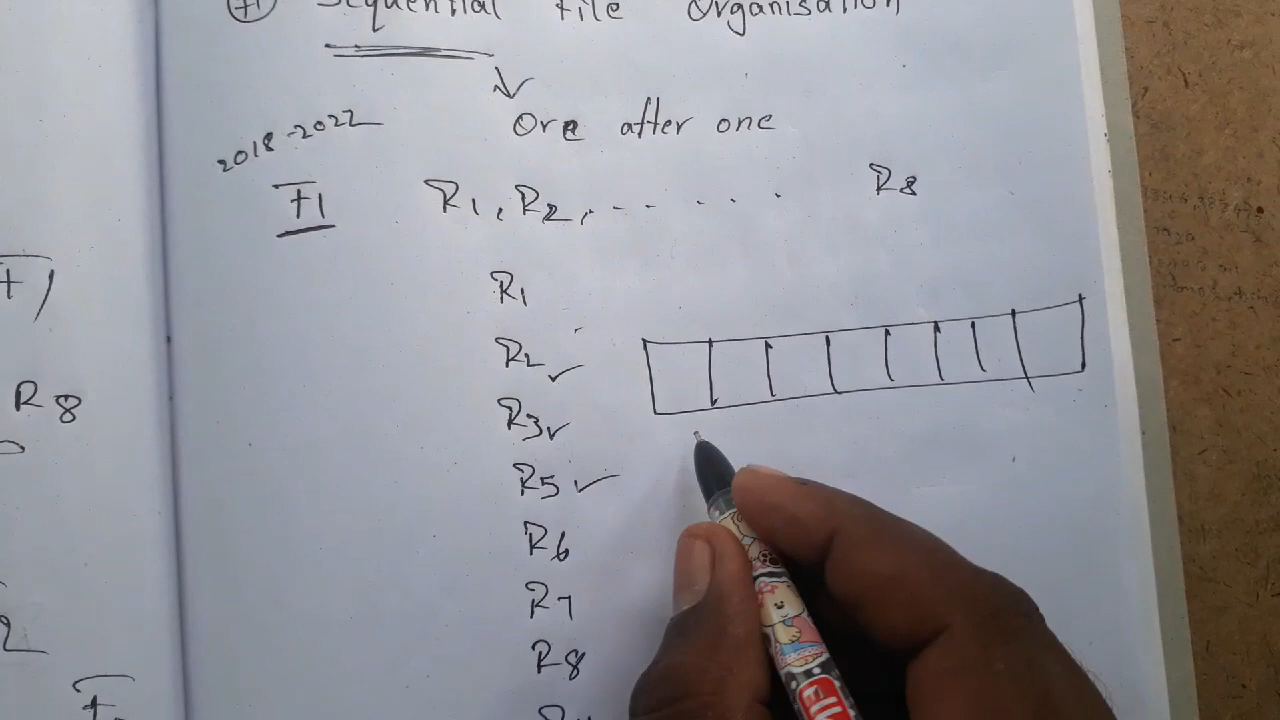 Sequential File Organisation
One after one
2018-2022
F1 R1, R2, ...... R8
R1
R2
R3
R5
R6
R7
R8
R8